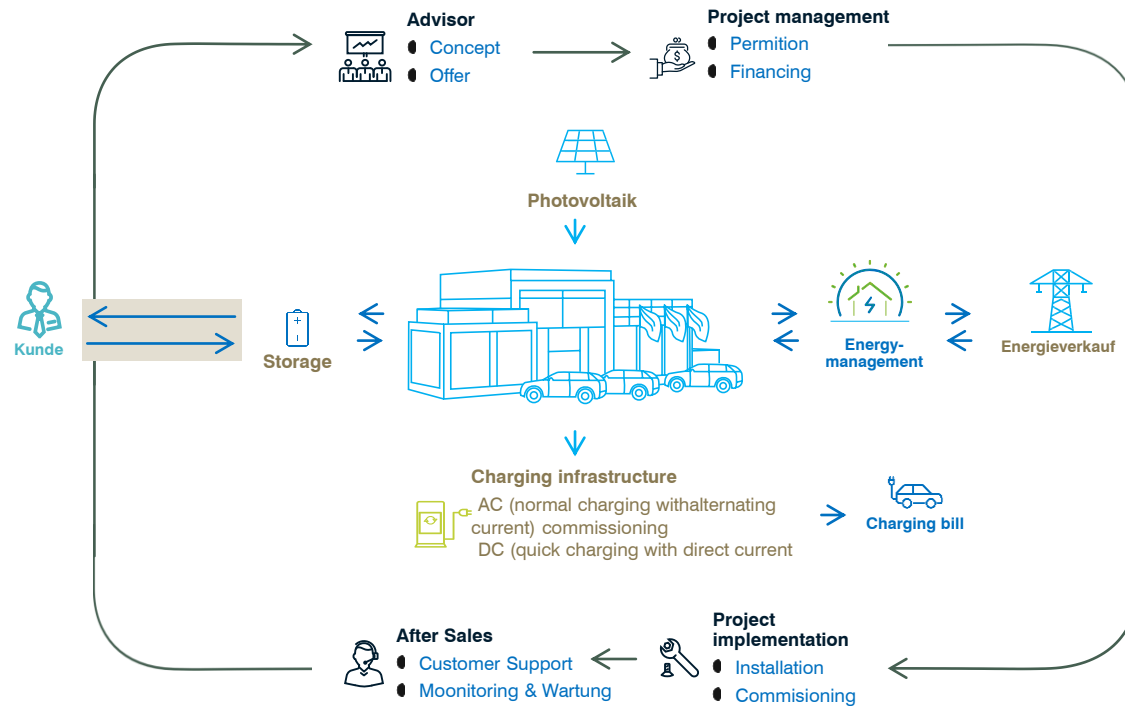 Advisor
Concept
Offer
Project management
Permition
Financing
Photovoltaik
Kunde
Storage
Energy-
management
Energieverkauf
Charging infrastructure
AC (normal charging withalternating
current) commissioning
DC (quick charging with direct current
Charging bill
After Sales
Customer Support
Moonitoring & Wartung
Project
implementation
Installation
Commisioning